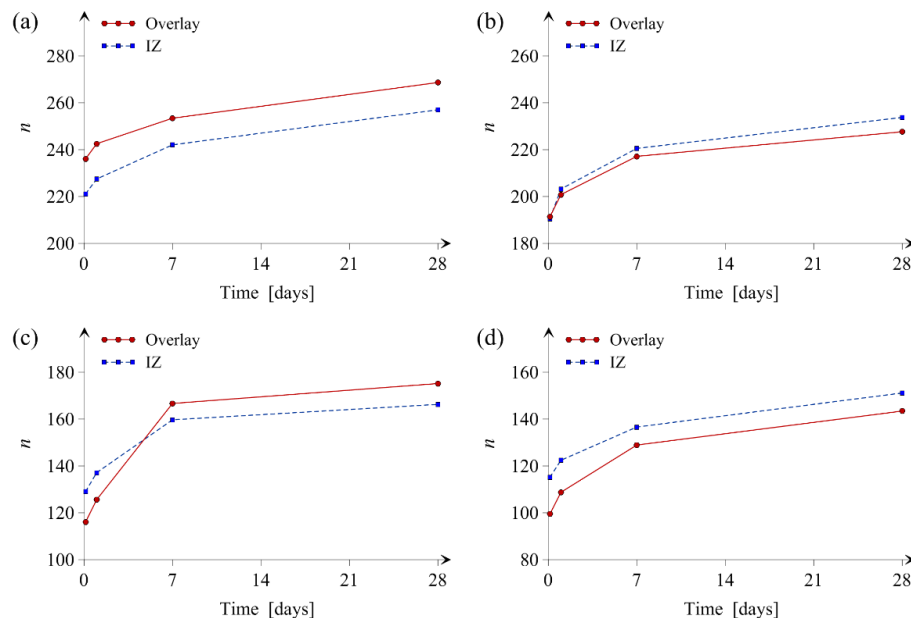 (a)
Overlay
IZ
280
260
240
220
200
n
0 7 14 21 28
Time [days]
(b)
Overlay
IZ
260
240
220
200
180
n
0 7 14 21 28
Time [days]
(c)
Overlay
IZ
180
160
140
120
100
n
0 7 14 21 28
Time [days]
(d)
Overlay
IZ
160
140
120
100
80
n
0 7 14 21 28
Time [days]